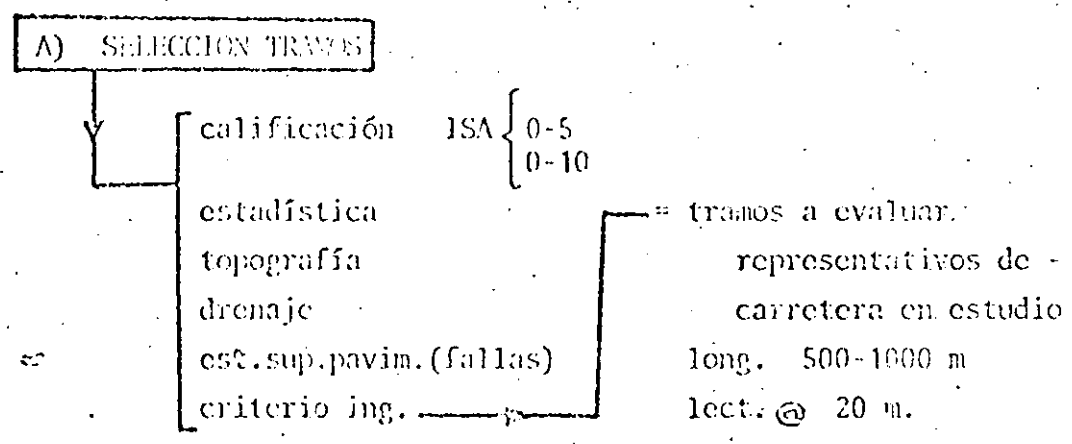 A) SELECCION TRAMOS
calificación ISA 0-5
0-10
estadística
topografía
drenaje
est.sup.pavim.(fallas)
criterio ing.
= tramos a evaluar.
representativos de -
carretera en estudio
long. 500-1000 m
lect. @ 20 m.